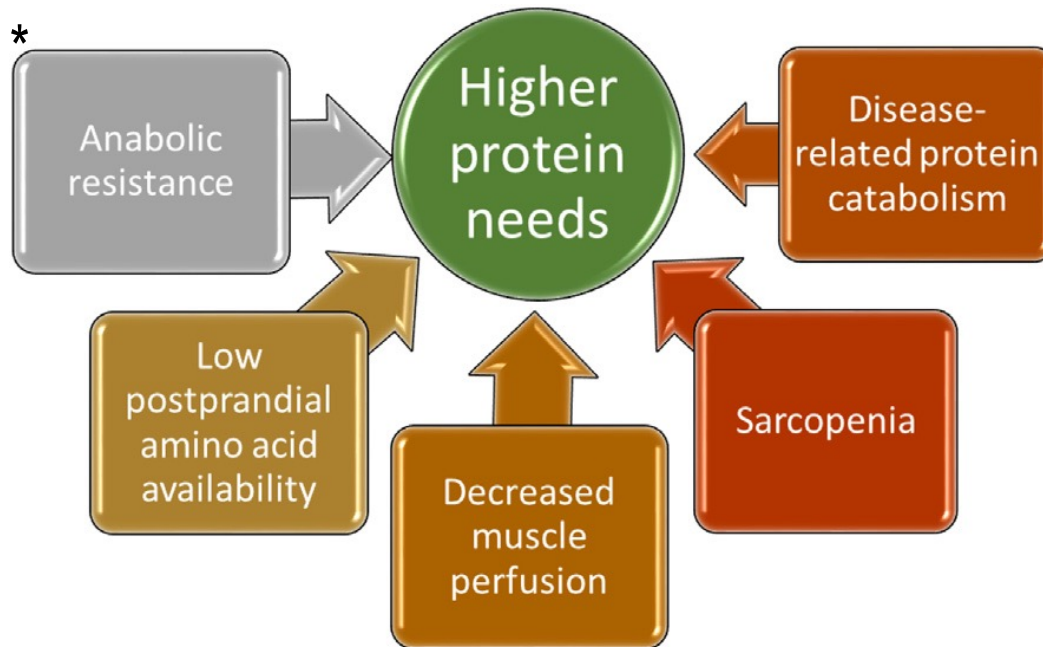 *
Anabolic
resistance
Higher
protein
needs
Disease-
related protein
catabolism
Low
postprandial
amino acid
availability
Decreased
muscle
perfusion
Sarcopenia